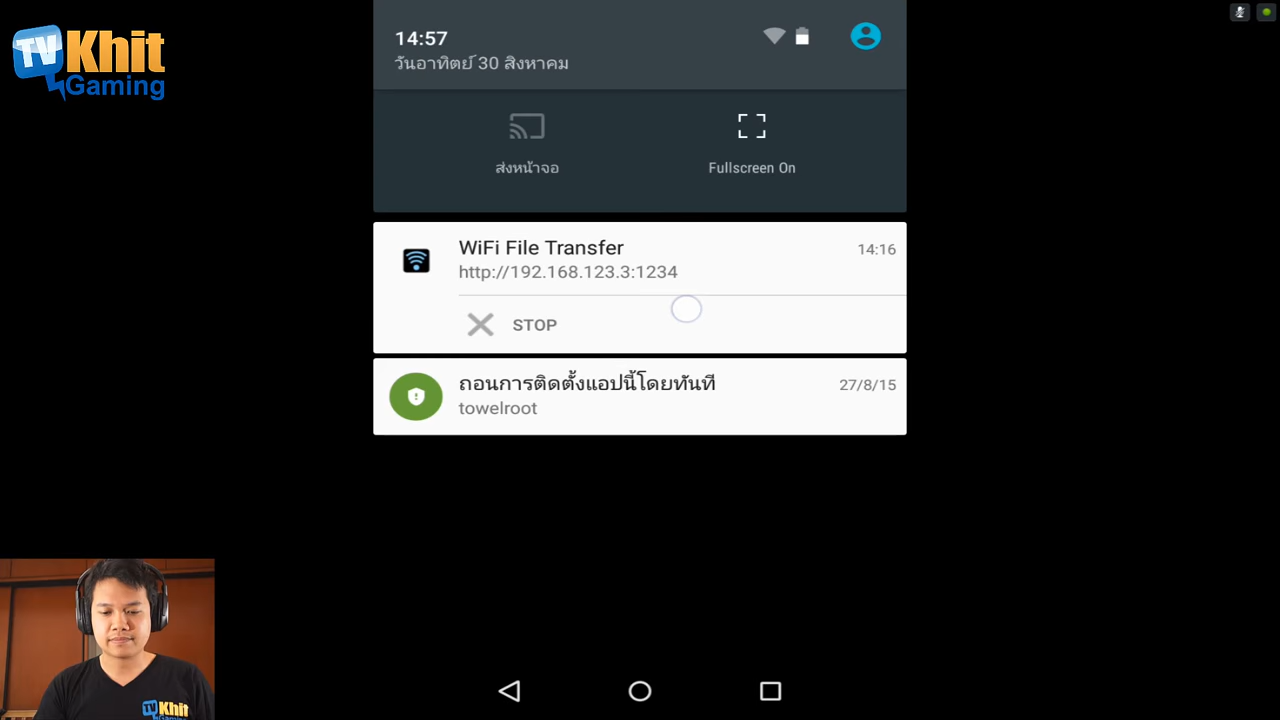 TV Khit
Gaming
14:57
วันอาทิตย์ 30 สิงหาคม
ส่งหน้าจอ
Fullscreen On
WiFi File Transfer
14:16
http://192.168.123.3:1234
STOP
ถอนการติดตั้งแอปนี้โดยทันที
27/8/15
towelroot
TV Khit
Gaming